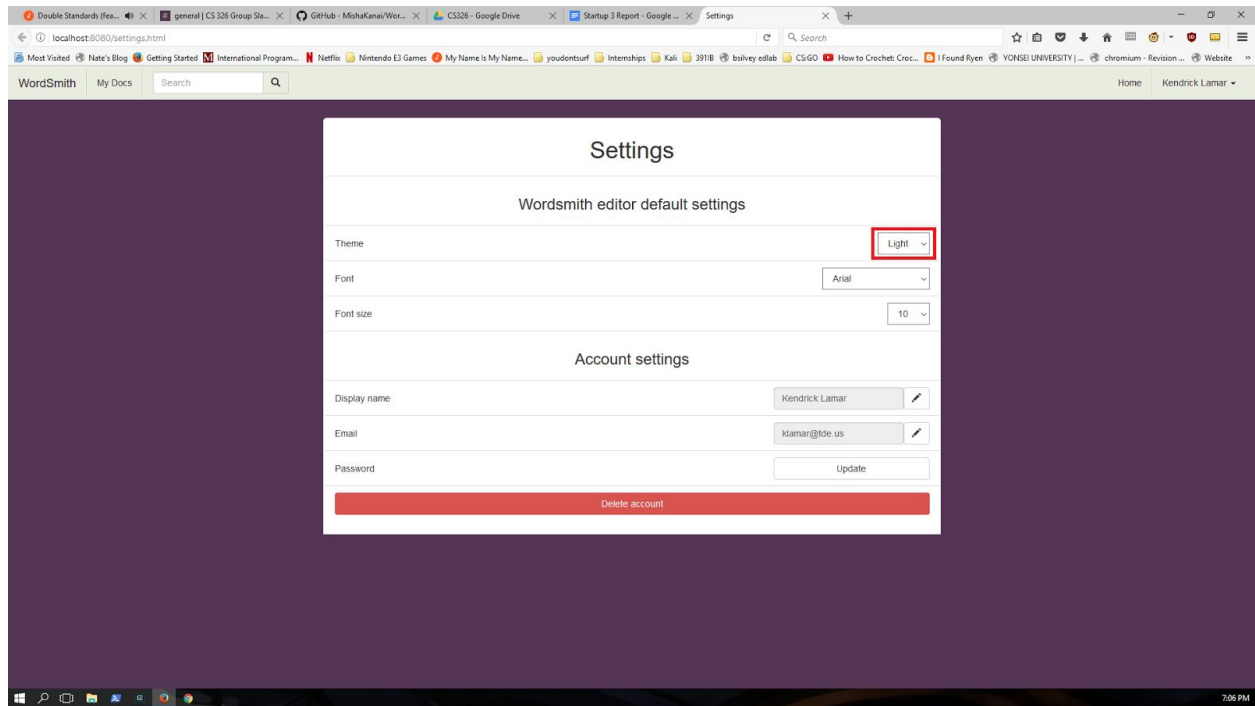 Double Standards (fea...
general | CS 326 Group Sla...
GitHub - MishaKanai/Wor...
CS326 - Google Drive
Startup 3 Report - Google ...
Settings
localhost:8080/settings.html
Search
Most Visited
Nate's Blog
Getting Started
International Program...
Netflix
Nintendo E3 Games
My Name Is My Name...
youdontsurf
Internships
Kali
391IB
bsilvey edlab
CS:GO
How to Crochet: Croc...
I Found Ryen
YONSEI UNIVERSITY | ...
chromium - Revision ...
Website
WordSmith
My Docs
Search
Home
Kendrick Lamar
Settings
Wordsmith editor default settings
Theme
Light
Font
Arial
Font size
10
Account settings
Display name
Kendrick Lamar
Email
klamar@tde.us
Password
Update
Delete account
7:06 PM